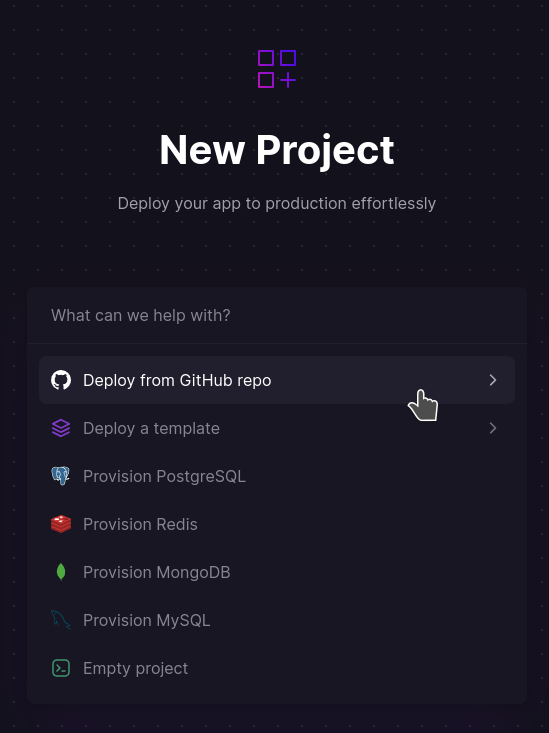 New Project
Deploy your app to production effortlessly
What can we help with?
Deploy from GitHub repo
Deploy a template
Provision PostgreSQL
Provision Redis
Provision MongoDB
Provision MySQL
Empty project